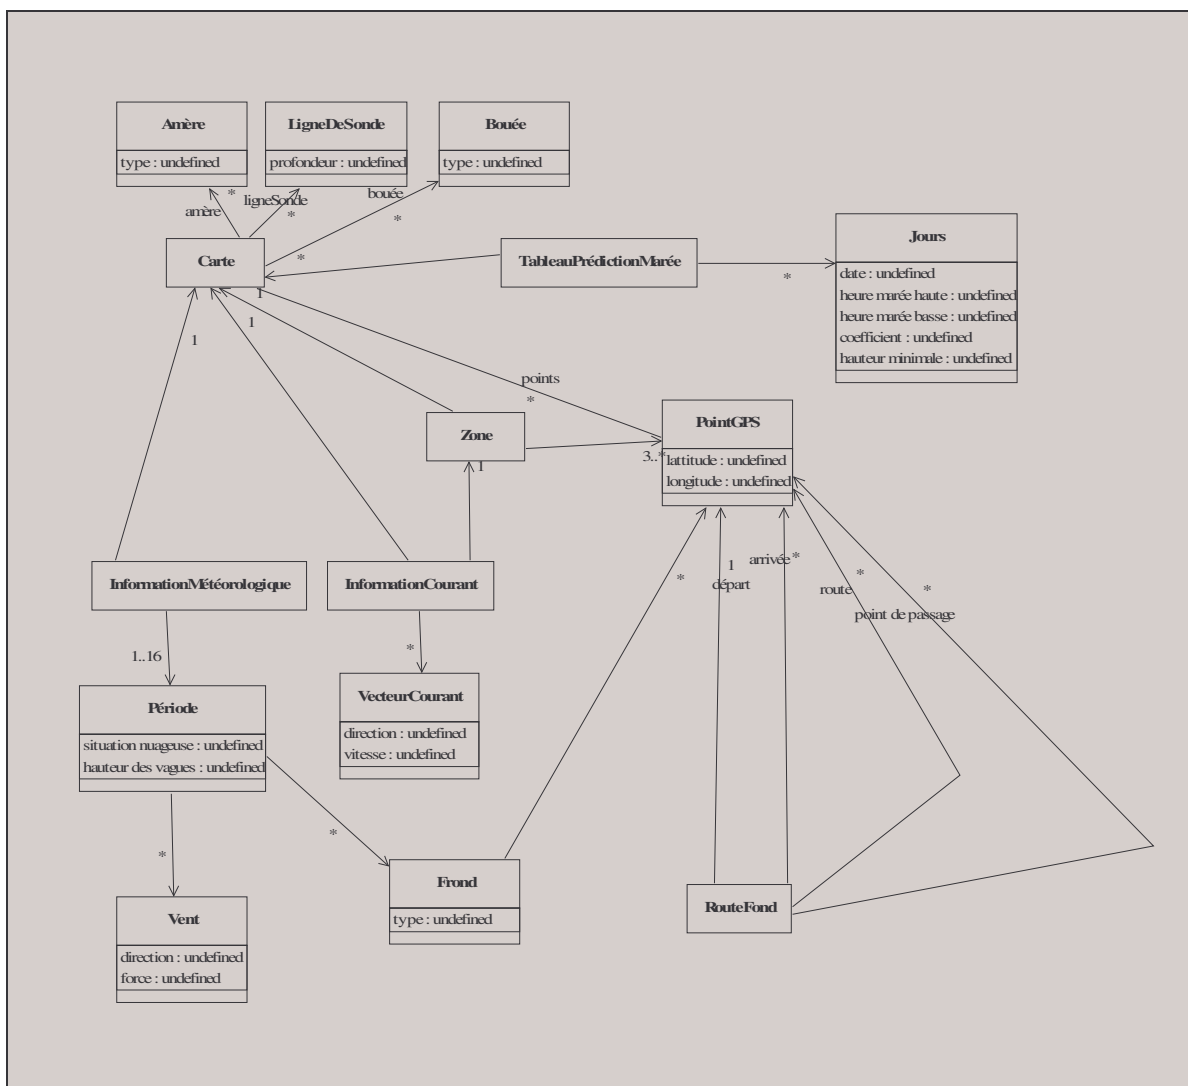 Amère
type : undefined
LigneDeSonde
profondeur : undefined
Bouée
type : undefined
amère
*
ligneSonde
*
bouée
*
Carte
*
TableauPrédictionMarée
*
Jours
date : undefined
heure marée haute : undefined
heure marée basse : undefined
coefficient : undefined
hauteur minimale : undefined
1
1
1
points
*
Zone
1
3..*
PointGPS
lattitude : undefined
longitude : undefined
InformationMétéorologique
InformationCourant
*
1
départ
arrivée
*
route
*
point de passage
*
1..16
*
Période
situation nuageuse : undefined
hauteur des vagues : undefined
VecteurCourant
direction : undefined
vitesse : undefined
*
*
Vent
direction : undefined
force : undefined
Frond
type : undefined
RouteFond